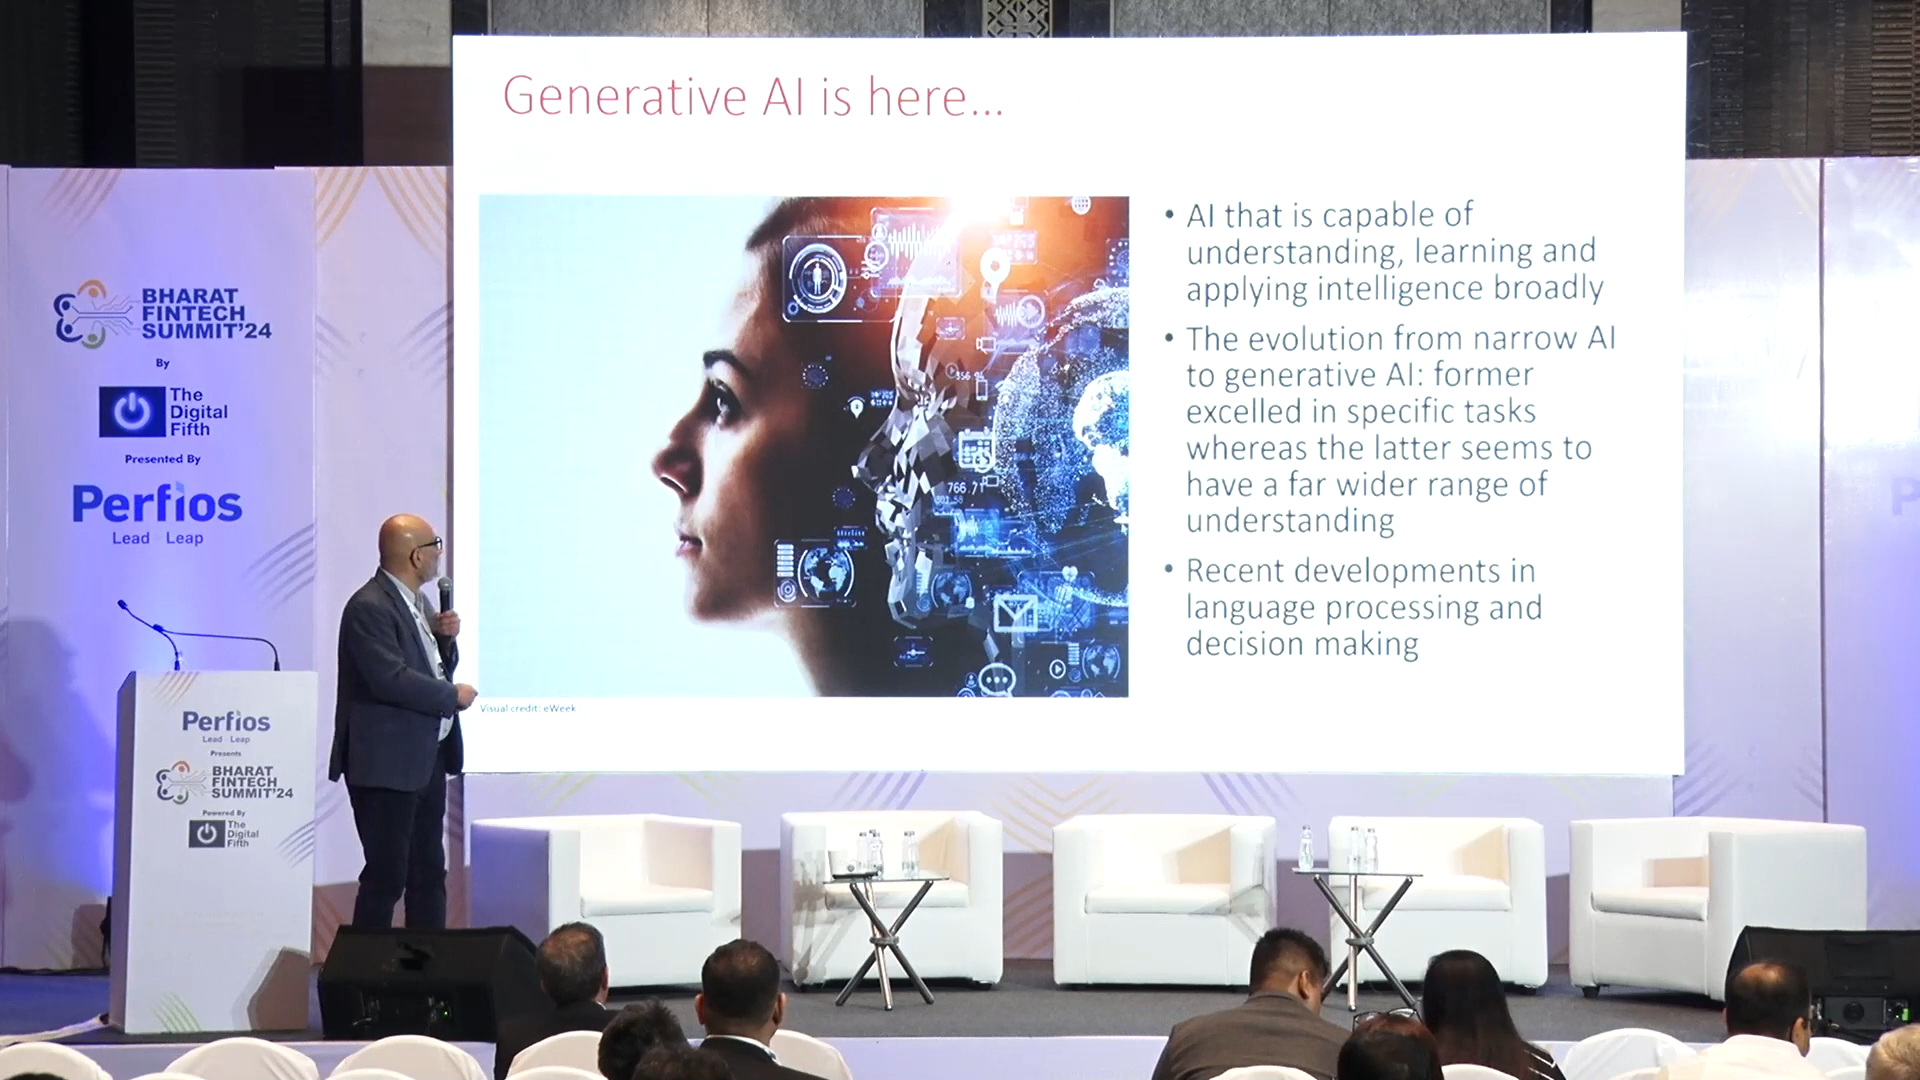 Generative AI is here...
• AI that is capable of
understanding, learning and
applying intelligence broadly
• The evolution from narrow AI
to generative AI: former
excelled in specific tasks
whereas the latter seems to
have a far wider range of
understanding
• Recent developments in
language processing and
decision making
766.71
Visual credit: eWeek
BHARAT
FINTECH
SUMMIT'24
By
The
Digital
Fifth
Presented By
Perfios
Lead Leap
Perfios
Lead Leap
Presents
BHARAT
FINTECH
SUMMIT'24
Powered By
The
Digital
Fifth